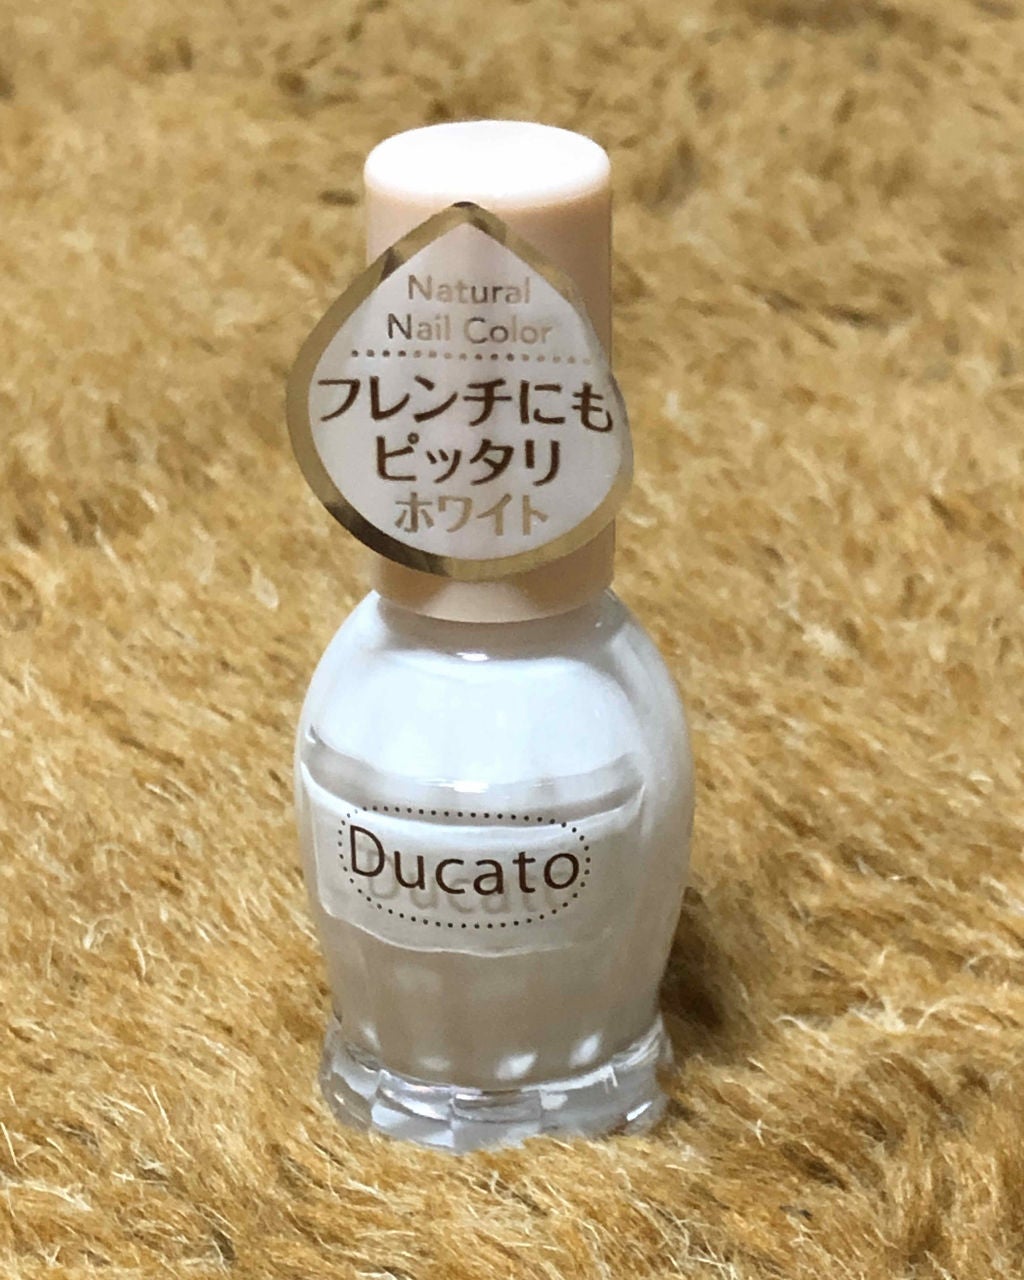 Natural
Nail Color
フレンチにも
ピッタリ
ホワイト
Ducato